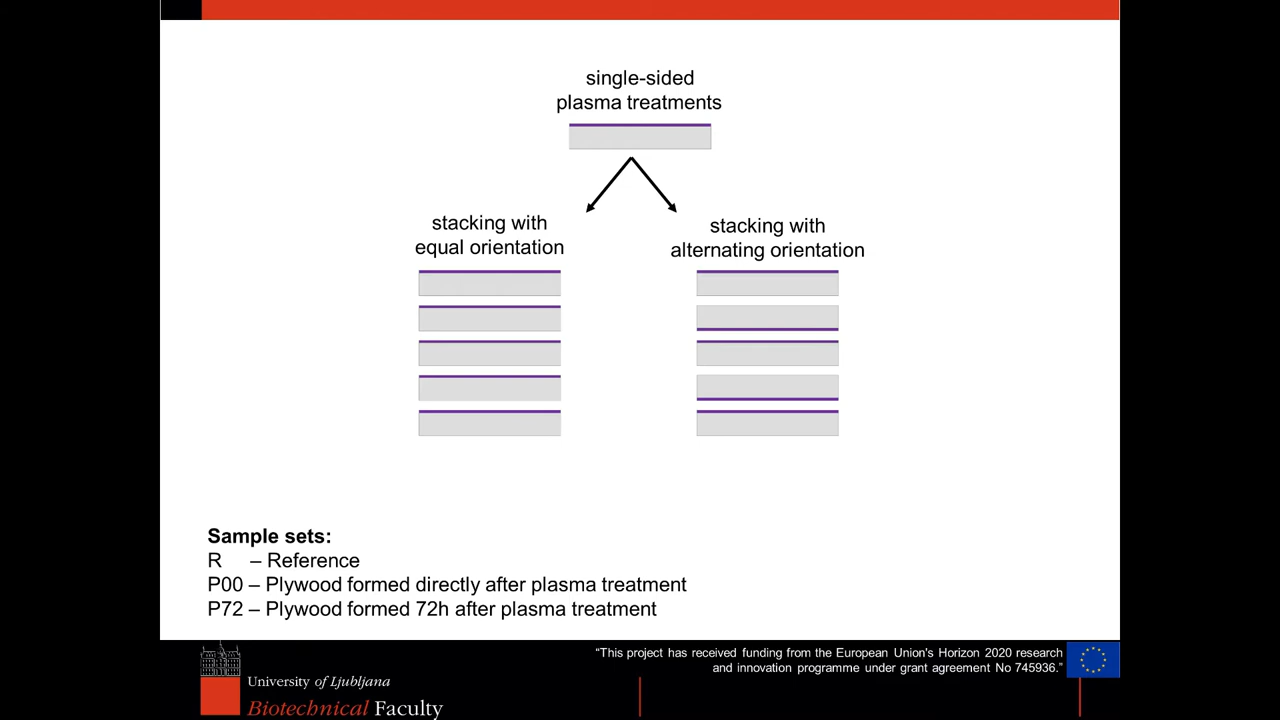 single-sided
plasma treatments
stacking with
equal orientation
stacking with
alternating orientation
Sample sets:
R – Reference
P00 – Plywood formed directly after plasma treatment
P72 – Plywood formed 72h after plasma treatment
“This project has received funding from the European Union's Horizon 2020 research
and innovation programme under grant agreement No 745936.”
University of Ljubljana
Biotechnical Faculty